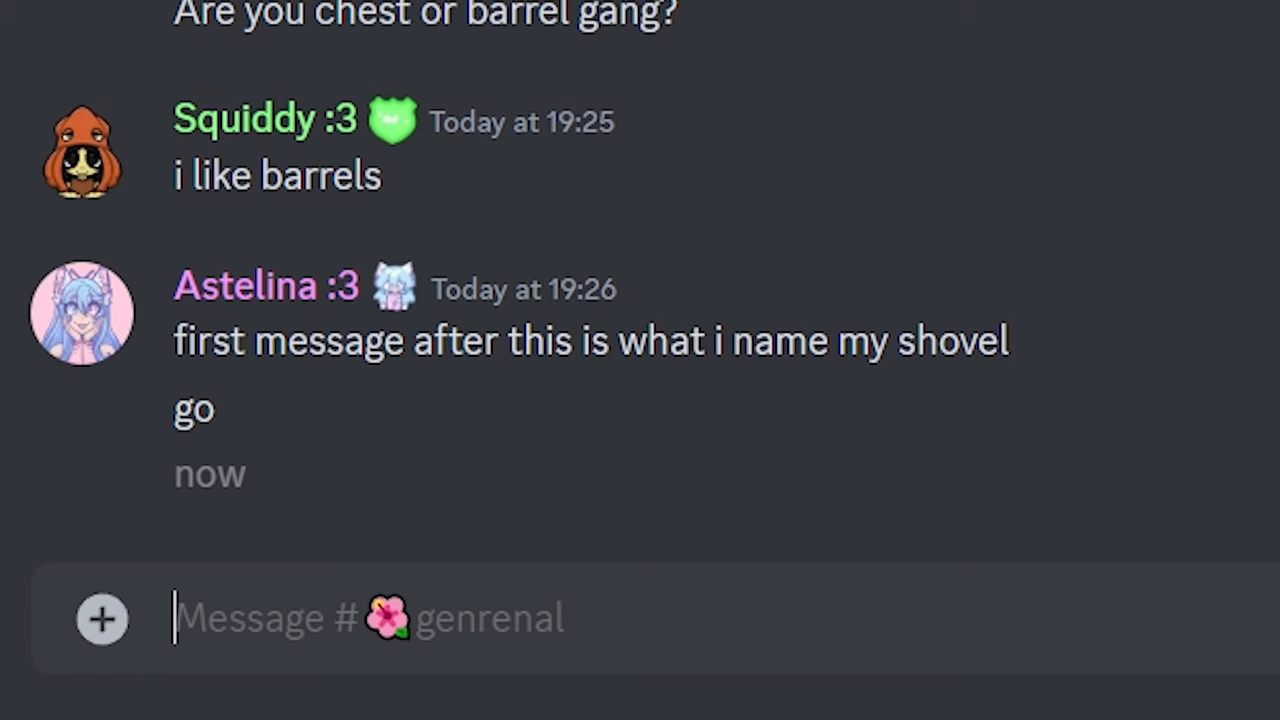 Are you chest or barrel gang?
Squiddy :3 Today at 19:25
i like barrels
Astelina :3 Today at 19:26
first message after this is what i name my shovel
go
now
Message # genrenal